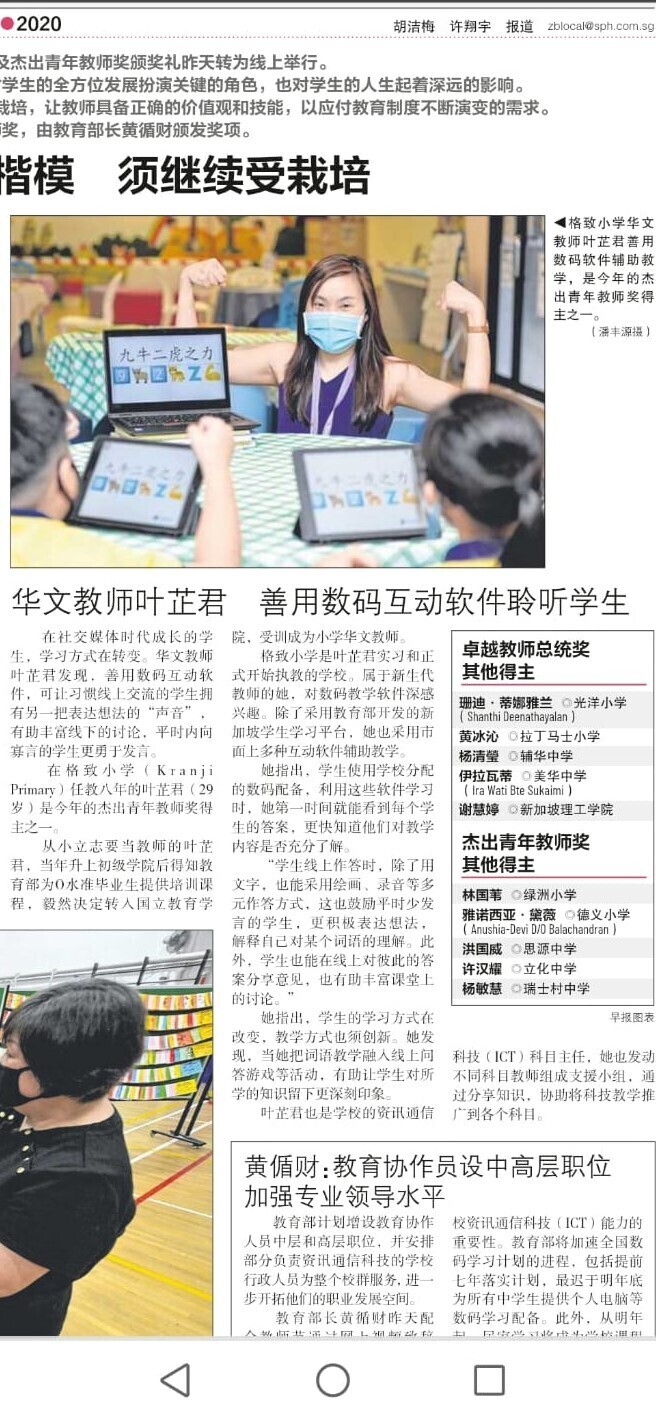 ●2020
胡洁梅 许翔宇 报道 zblocal@sph.com.sg
及杰出青年教师奖颁奖礼昨天转为线上举行。
学生的全方位发展扮演关键的角色，也对学生的人生起着深远的影响。
栽培，让教师具备正确的价值观和技能，以应付教育制度不断演变的需求。
师奖，由教育部长黄循财颁发奖项。
楷模 须继续受栽培
◀格致小学华文
教师叶芷君善用
数码软件辅助教
学，是今年的杰
出青年教师奖得
主之一。
（潘丰源摄）
九牛二虎之力
9 2 Z
九牛二虎之力
9 2 Z
九牛二虎之力
9 2 Z
华文教师叶芷君 善用数码互动软件聆听学生
在社交媒体时代成长的学
生，学习方式在转变。华文教师
叶芷君发现，善用数码互动软
件，可让习惯线上交流的学生拥
有另一把表达想法的“声音”，
有助丰富线下的讨论，平时内向
寡言的学生更勇于发言。
在格致小学（Kranji
Primary）任教八年的叶芷君（29
岁）是今年的杰出青年教师奖得
主之一。
从小立志要当教师的叶芷
君，当年升上初级学院后得知教
育部为O水准毕业生提供培训课
程，毅然决定转入国立教育学
院，受训成为小学华文教师。
格致小学是叶芷君实习和正
式开始执教的学校。属于新生代
教师的她，对数码教学软件深感
兴趣。除了采用教育部开发的新
加坡学生学习平台，她也采用市
面上多种互动软件辅助教学。
她指出，学生使用学校分配
的数码配备，利用这些软件学习
时，她第一时间就能看到每个学
生的答案，更快知道他们对教学
内容是否充分了解。
“学生线上作答时，除了用
文字，也能采用绘画、录音等多
元作答方式，这也鼓励平时少发
言的学生，更积极表达想法，
解释自己对某个词语的理解。此
外，学生也能在线上对彼此的答
案分享意见，也有助丰富课堂上
的讨论。”
她指出，学生的学习方式在
改变，教学方式也须创新。她发
现，当她把词语教学融入线上问
答游戏等活动，有助让学生对所
学的知识留下更深刻印象。
叶芷君也是学校的资讯通信
卓越教师总统奖
其他得主
珊迪·蒂娜雅兰 ◎光洋小学
（Shanthi Deenathayalan）
黄冰沁 ◎拉丁马士小学
杨清莹 ◎辅华中学
伊拉瓦蒂 ◎美华中学
（Ira Wati Bte Sukaimi）
谢慧婷 ◎新加坡理工学院
杰出青年教师奖
其他得主
林国苇 ◎绿洲小学
雅诺西亚·黛薇 ◎德义小学
（Anushia-Devi D/O Balachandran）
洪国威 ◎思源中学
许汉耀 ◎立化中学
杨敏慧 ◎瑞士村中学
早报图表
科技（ICT）科目主任，她也发动
不同科目教师组成支援小组，通
过分享知识，协助将科技教学推
广到各个科目。
黄循财：教育协作员设中高层职位
加强专业领导水平
教育部计划增设教育协作
人员中层和高层职位，并安排
部分负责资讯通信科技的学校
行政人员为整个校群服务，进一
步开拓他们的职业发展空间。
教育部长黄循财昨天配
合教师节通过网上视频致辞
校资讯通信科技（ICT）能力的
重要性。教育部将加速全国数
码学习计划的进程，包括提前
七年落实计划，最迟于明年底
为所有中学生提供个人电脑等
数码学习配备。此外，从明年
起，居家学习将成为学校课程